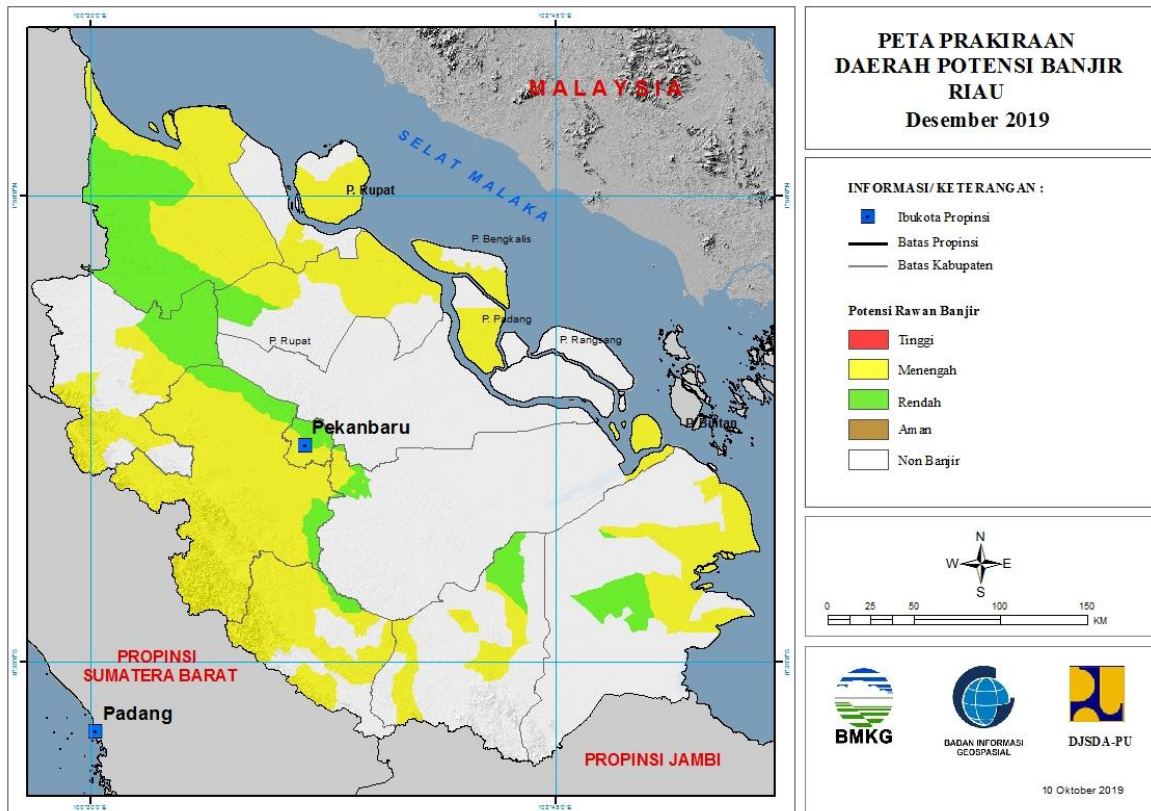 MALAYSIA
SELAT MALAKA
P. Rupat
P. Bengkalis
P. Padang
P. Rupat
P. Rangsang
P. Bintan
Pekanbaru
PROPINSI
SUMATERA BARAT
Padang
PROPINSI JAMBI
PETA PRAKIRAAN
DAERAH POTENSI BANJIR
RIAU
Desember 2019
INFORMASI/KETERANGAN :
Ibukota Propinsi
Batas Propinsi
Batas Kabupaten
Potensi Rawan Banjir
Tinggi
Menengah
Rendah
Aman
Non Banjir
N
W E
S
0 25 50 100 150
KM
BMKG
BADAN INFORMASI
GEOSPASIAL
DJSDA-PU
10 Oktober 2019